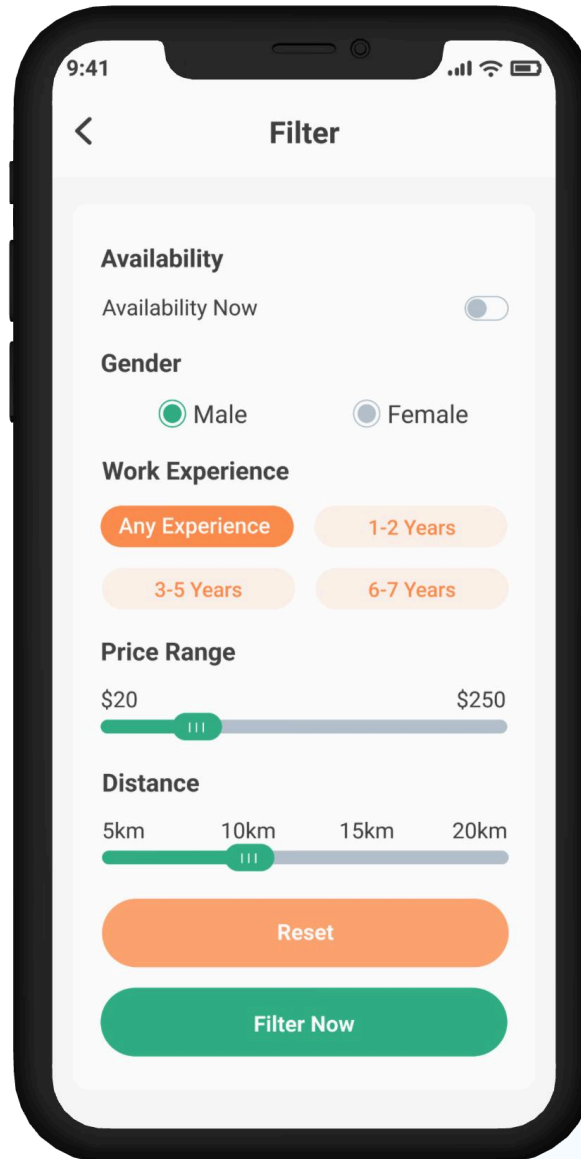 9:41
Filter
Availability
Availability Now
Gender
Male Female
Work Experience
Any Experience 1-2 Years
3-5 Years 6-7 Years
Price Range
$20 $250
Distance
5km 10km 15km 20km
Reset
Filter Now